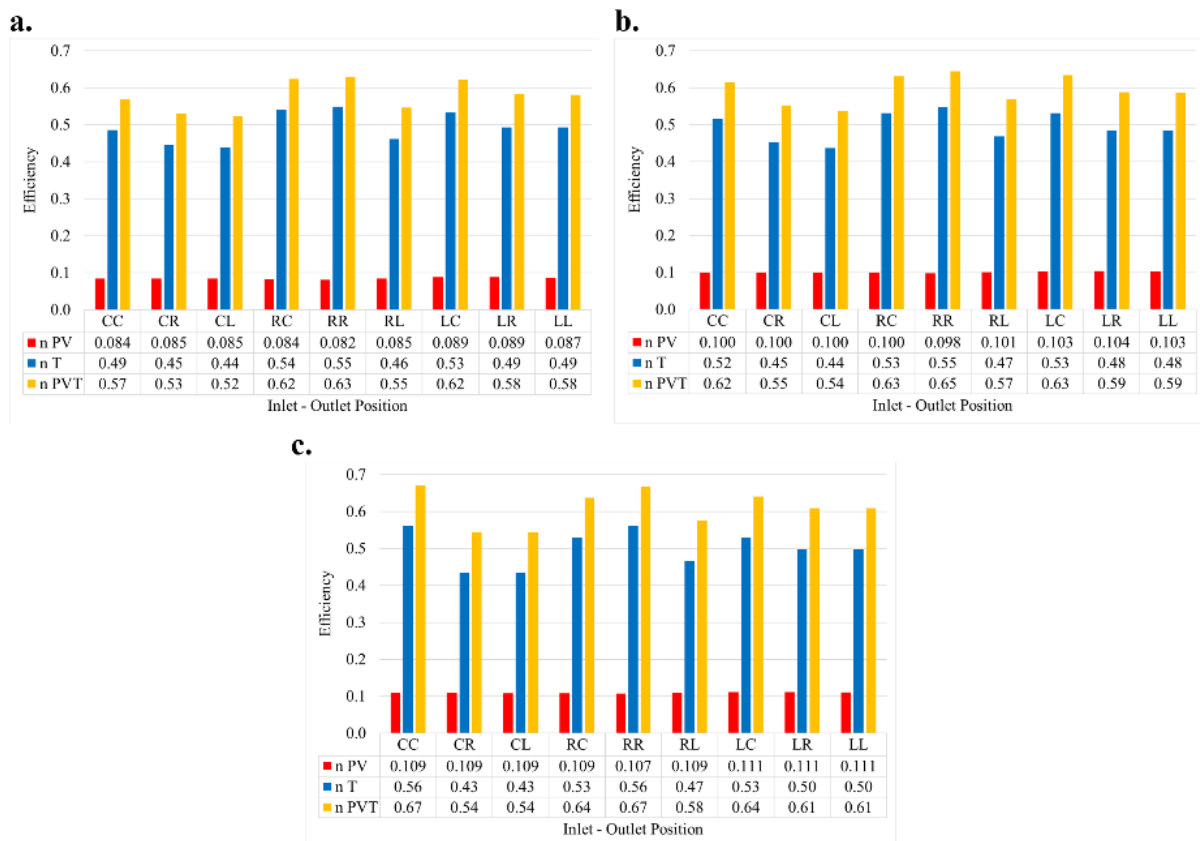 a.
0.7
0.6
0.5
0.4
0.3
0.2
0.1
0.0
Efficiency
CC CR CL RC RR RL LC LR LL
n PV 0.084 0.085 0.085 0.084 0.082 0.085 0.089 0.089 0.087
n T 0.49 0.45 0.44 0.54 0.55 0.46 0.53 0.49 0.49
n PVT 0.57 0.53 0.52 0.62 0.63 0.55 0.62 0.58 0.58
Inlet - Outlet Position
b.
0.7
0.6
0.5
0.4
0.3
0.2
0.1
0.0
Efficiency
CC CR CL RC RR RL LC LR LL
n PV 0.100 0.100 0.100 0.100 0.098 0.101 0.103 0.104 0.103
n T 0.52 0.45 0.44 0.53 0.55 0.47 0.53 0.48 0.48
n PVT 0.62 0.55 0.54 0.63 0.65 0.57 0.63 0.59 0.59
Inlet - Outlet Position
c.
0.7
0.6
0.5
0.4
0.3
0.2
0.1
0.0
Efficiency
CC CR CL RC RR RL LC LR LL
n PV 0.109 0.109 0.109 0.109 0.107 0.109 0.111 0.111 0.111
n T 0.56 0.43 0.43 0.53 0.56 0.47 0.53 0.50 0.50
n PVT 0.67 0.54 0.54 0.64 0.67 0.58 0.64 0.61 0.61
Inlet - Outlet Position